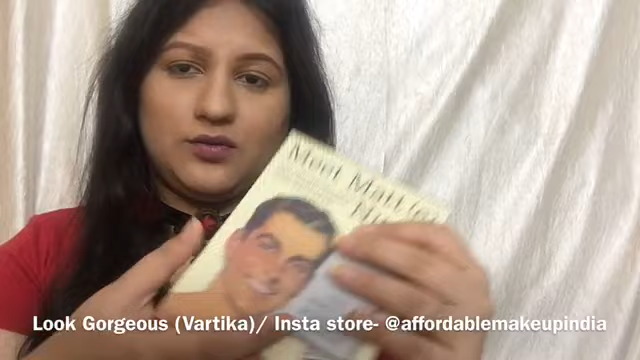 Meet Matt(e)
Look Gorgeous (Vartika)/ Insta store- @affordablemakeupindia